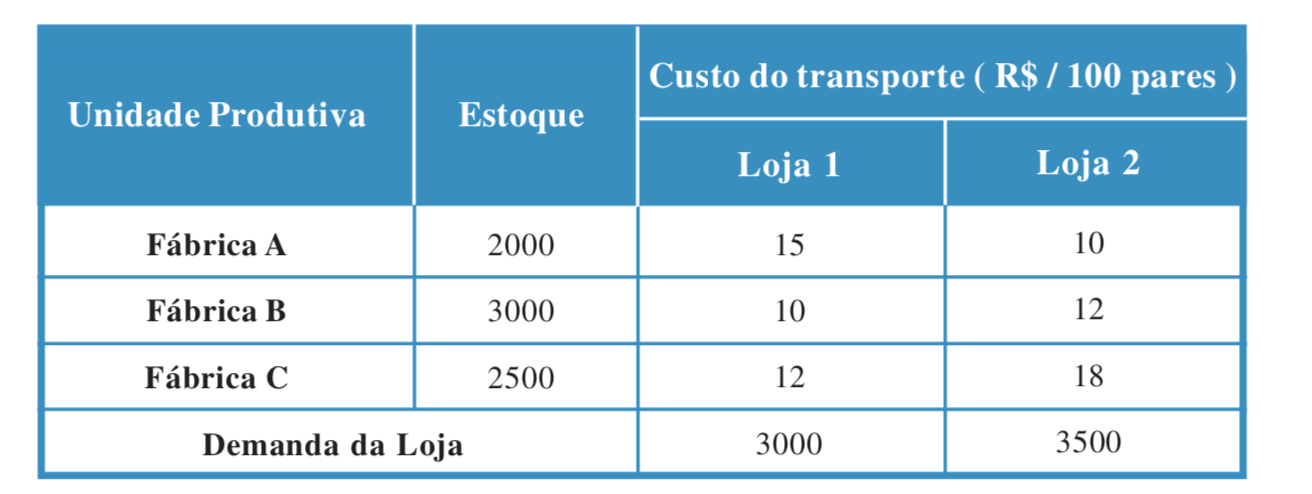 Custo do transporte ( R$ / 100 pares )
Unidade Produtiva Estoque
Loja 1 Loja 2
Fábrica A 2000 15 10
Fábrica B 3000 10 12
Fábrica C 2500 12 18
Demanda da Loja 3000 3500